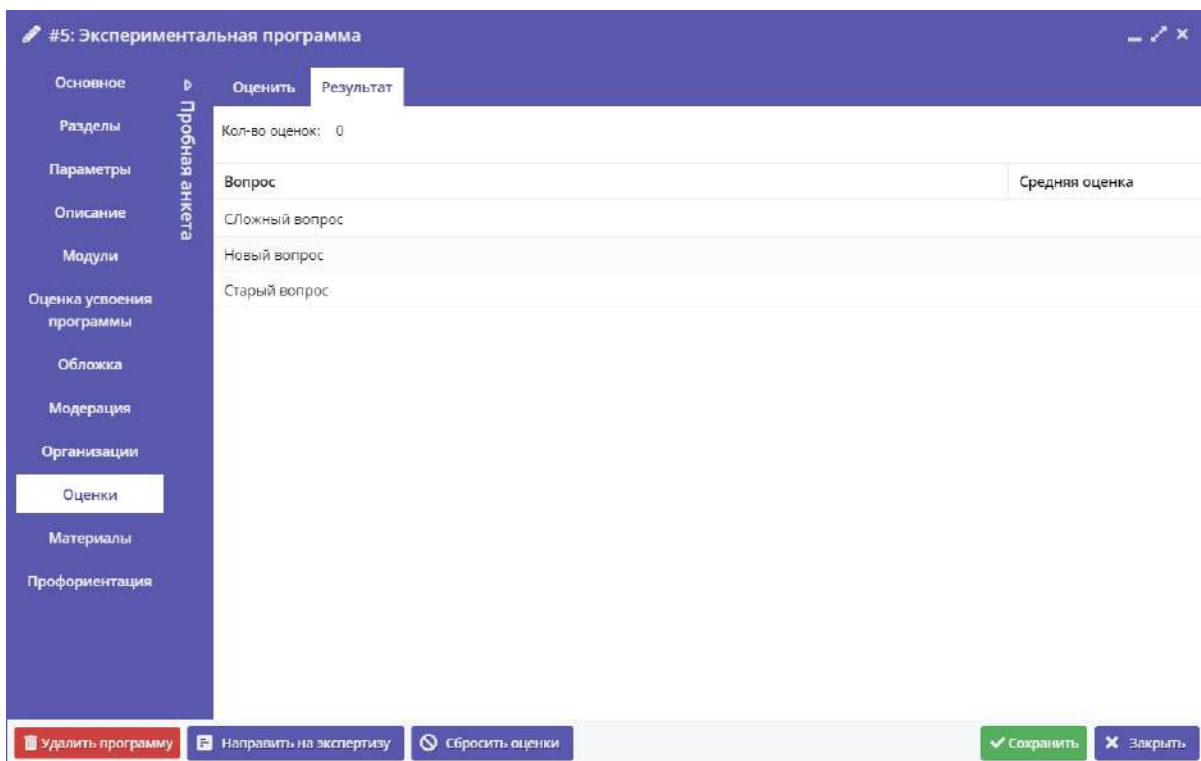 #5: Экспериментальная программа
Основное
Разделы
Параметры
Описание
Модули
Оценка усвоения
программы
Обложка
Модерация
Организации
Оценки
Материалы
Профориентация
Пробная анкета
Оценить Результат
Кол-во оценок: 0
Вопрос Средняя оценка
СЛожный вопрос
Новый вопрос
Старый вопрос
Удалить программу Направить на экспертизу Сбросить оценки Сохранить Закрыть